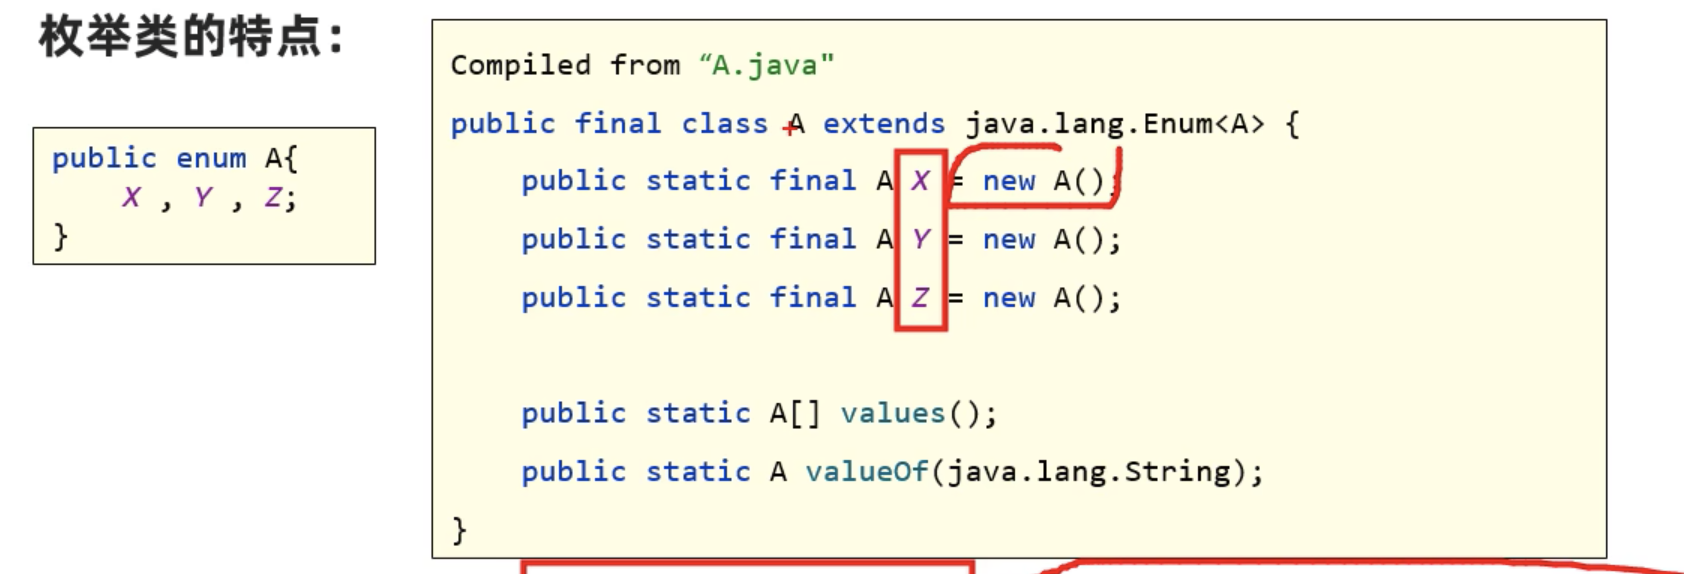 枚举类的特点：
public enum A{
X , Y , Z;
}
Compiled from “A.java"
public final class A extends java.lang.Enum<A> {
public static final A X = new A();
public static final A Y = new A();
public static final A Z = new A();
public static A[] values();
public static A valueOf(java.lang.String);
}